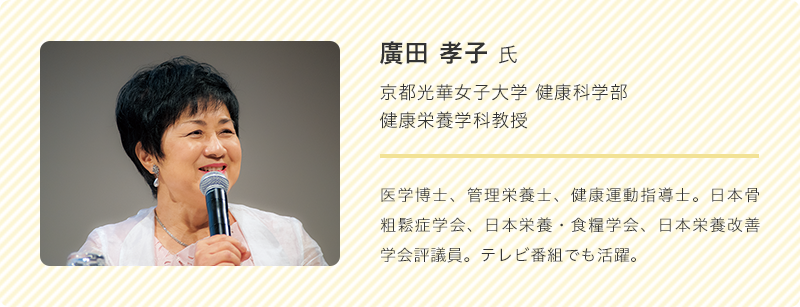 廣田 孝子 氏
京都光華女子大学 健康科学部
健康栄養学科教授
医学博士、管理栄養士、健康運動指導士。日本骨
粗鬆症学会、日本栄養・食糧学会、日本栄養改善
学会評議員。テレビ番組でも活躍。